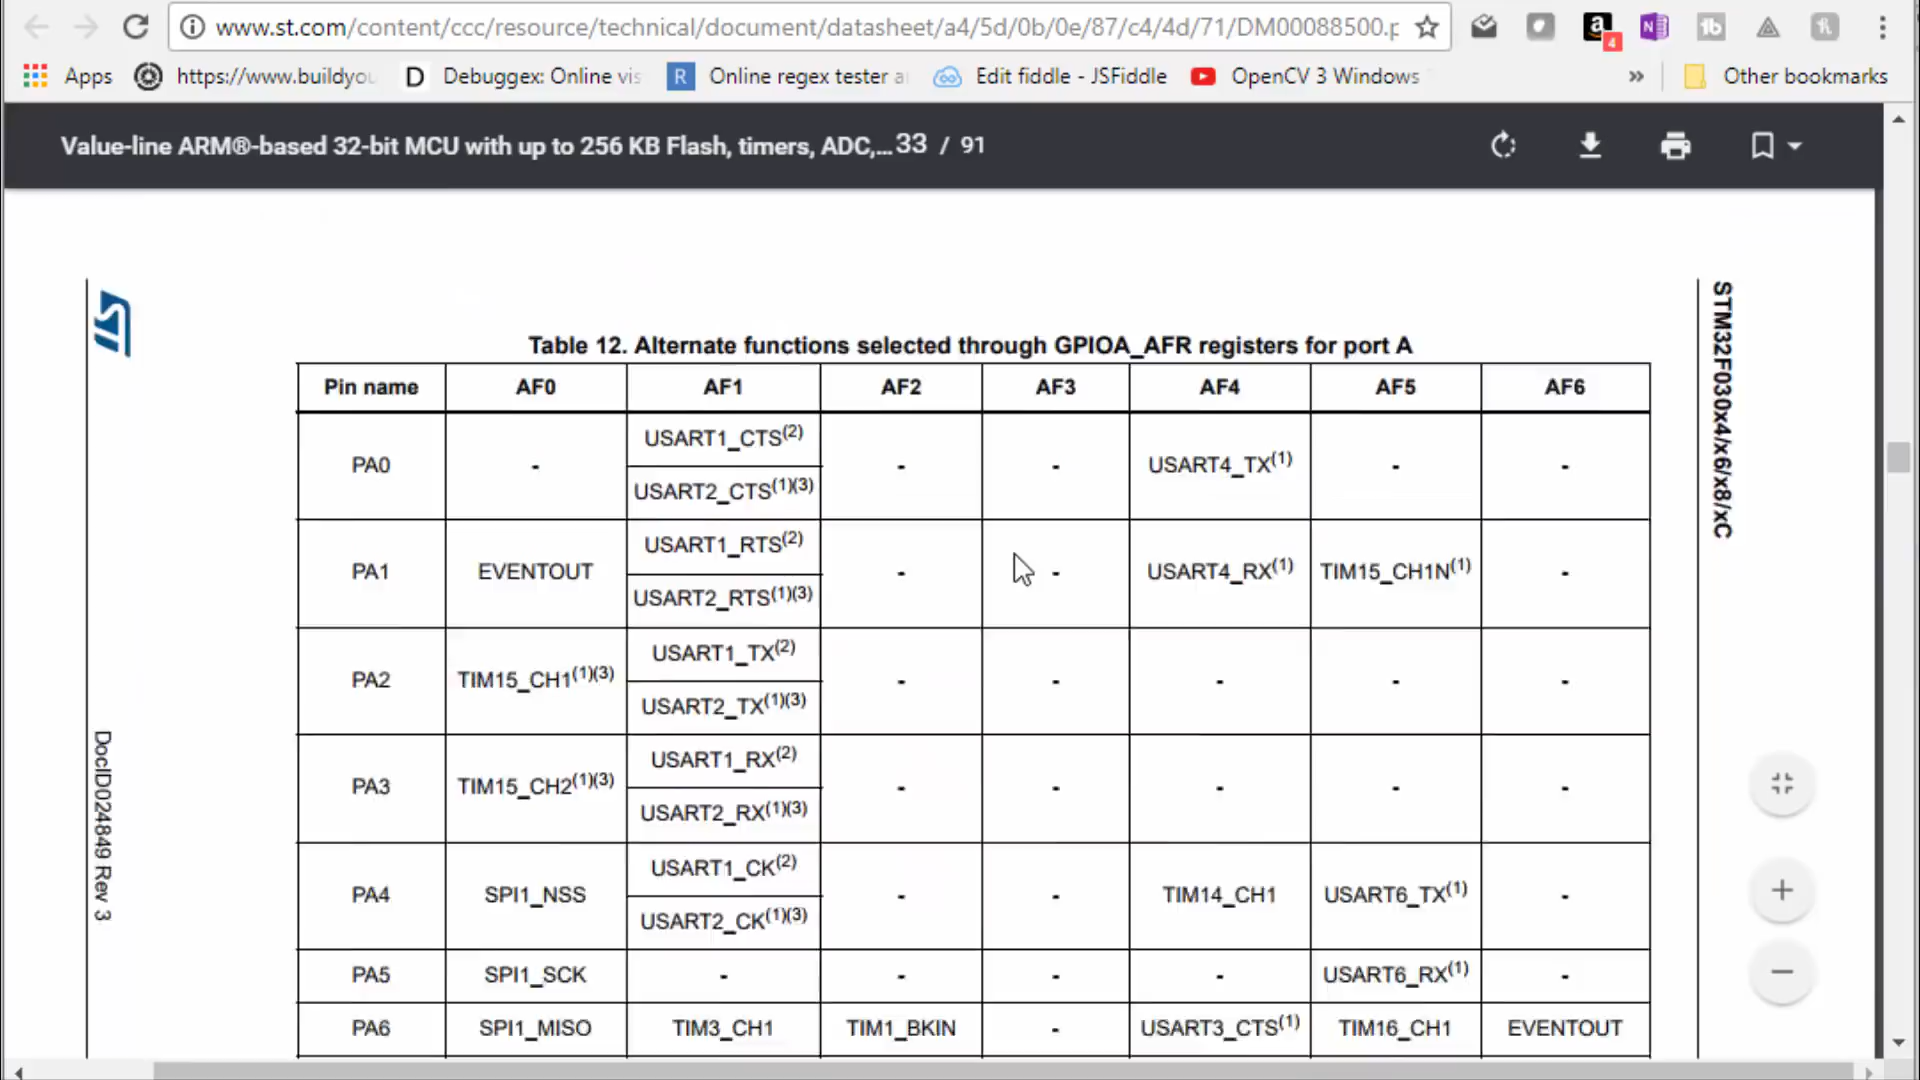 www.st.com/content/ccc/resource/technical/document/datasheet/a4/5d/0b/0e/87/c4/4d/71/DM00088500.p
4
Apps https://www.buildyou D Debuggex: Online vis R Online regex tester a Edit fiddle - JSFiddle OpenCV 3 Windows » Other bookmarks
Value-line ARM®-based 32-bit MCU with up to 256 KB Flash, timers, ADC,... 33 / 91
ST
STM32F030x4/x6/x8/xC
DocID024849 Rev 3
Table 12. Alternate functions selected through GPIOA_AFR registers for port A
Pin name AF0 AF1 AF2 AF3 AF4 AF5 AF6
PA0 - USART1_CTS(2) - - USART4_TX(1) - -
USART2_CTS(1)(3)
PA1 EVENTOUT USART1_RTS(2) - - USART4_RX(1) TIM15_CH1N(1) -
USART2_RTS(1)(3)
PA2 TIM15_CH1(1)(3) USART1_TX(2) - - - - -
USART2_TX(1)(3)
PA3 TIM15_CH2(1)(3) USART1_RX(2) - - - - -
USART2_RX(1)(3)
PA4 SPI1_NSS USART1_CK(2) - - TIM14_CH1 USART6_TX(1) -
USART2_CK(1)(3)
PA5 SPI1_SCK - - - - USART6_RX(1) -
PA6 SPI1_MISO TIM3_CH1 TIM1_BKIN - USART3_CTS(1) TIM16_CH1 EVENTOUT